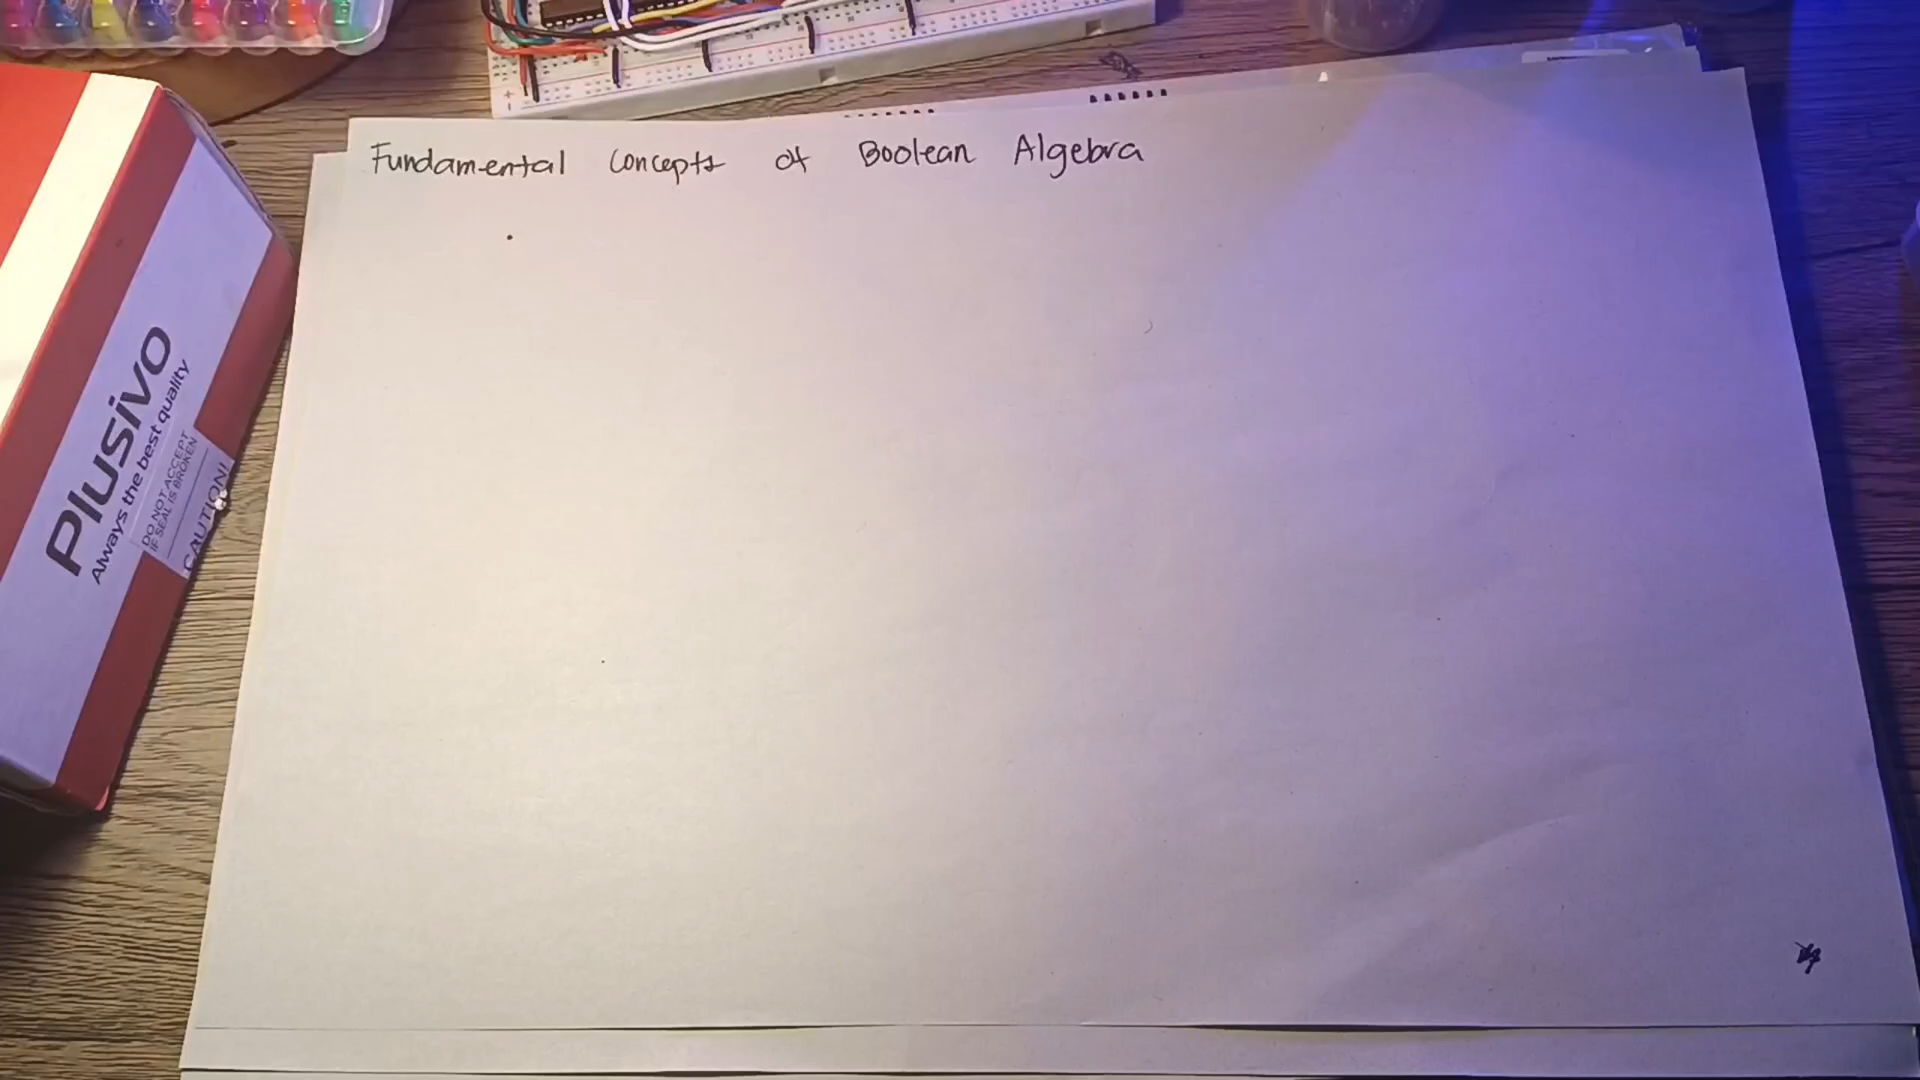 Fundamental Concepts of Boolean Algebra
Plusivo
Always the best quality
DO NOT ACCEPT
IF SEAL IS BROKEN
CAUTION!